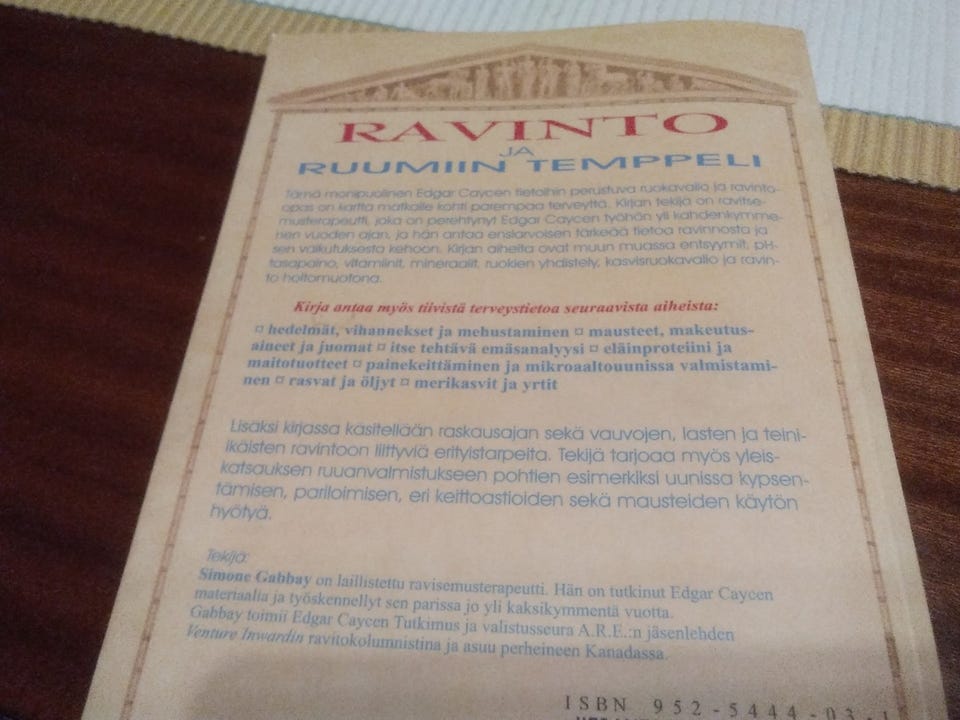 RAVINTO
JA
RUUMIIN TEMPPELI
Tämä monipuolinen Edgar Caycen tietoihin perustuva ruokavalio ja ravinto-
opas on kartta matkalle kohti parempaa terveyttä. Kirjan tekijä on ravitse-
musterapeutti, joka on perehtynyt Edgar Caycen työhön yli kahdenkymme-
nen vuoden ajan, ja hän antaa ensiarvoisen tärkeää tietoa ravinnosta ja
sen vaikutuksesta kehoon. Kirjan aiheita ovat muun muassa entsyymit, pH-
tasapaino, vitamiinit, mineraalit, ruokien yhdistely, kasvisruokavalio ja ravin-
to hoitomuotona.
Kirja antaa myös tiivistä terveystietoa seuraavista aiheista:
¤ hedelmät, vihannekset ja mehustaminen ¤ mausteet, makeutus-
aineet ja juomat ¤ itse tehtävä emäsanalyysi ¤ eläinproteiini ja
maitotuotteet ¤ painekeittäminen ja mikroaaltouunissa valmistami-
nen ¤ rasvat ja öljyt ¤ merikasvit ja yrtit
Lisäksi kirjassa käsitellään raskausajan sekä vauvojen, lasten ja teini-
ikäisten ravintoon liittyviä erityistarpeita. Tekijä tarjoaa myös yleis-
katsauksen ruuanvalmistukseen pohtien esimerkiksi uunissa kypsen-
tämisen, pariloimisen, eri keittoastioiden sekä mausteiden käytön
hyötyä.
Tekijä:
Simone Gabbay on laillistettu ravisemusterapeutti. Hän on tutkinut Edgar Caycen
materiaalia ja työskennellyt sen parissa jo yli kaksikymmentä vuotta.
Gabbay toimii Edgar Caycen Tutkimus ja valistusseura A.R.E.:n jäsenlehden
Venture Inwardin ravitokolumnistina ja asuu perheineen Kanadassa.
ISBN 952-5444-03-1